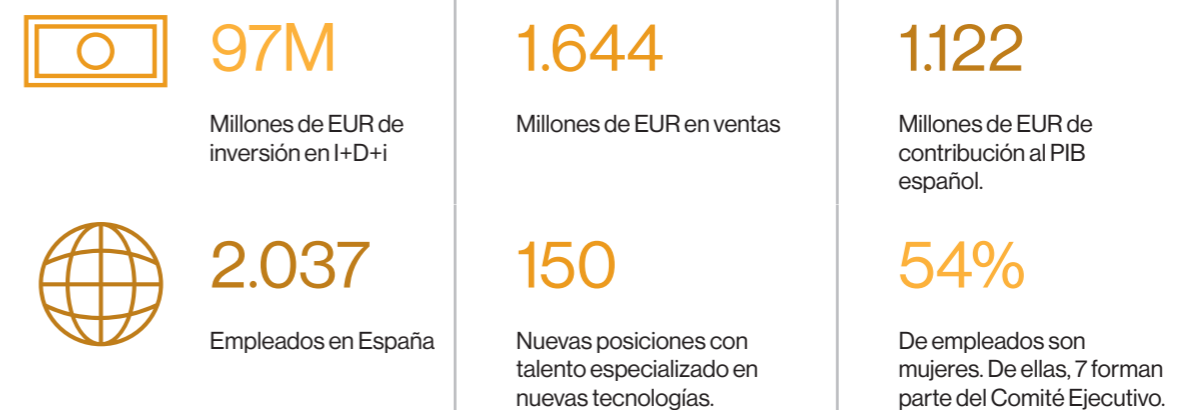 97M
Millones de EUR de
inversión en I+D+i
1.644
Millones de EUR en ventas
1.122
Millones de EUR de
contribución al PIB
español.
2.037
Empleados en España
150
Nuevas posiciones con
talento especializado en
nuevas tecnologías.
54%
De empleados son
mujeres. De ellas, 7 forman
parte del Comité Ejecutivo.